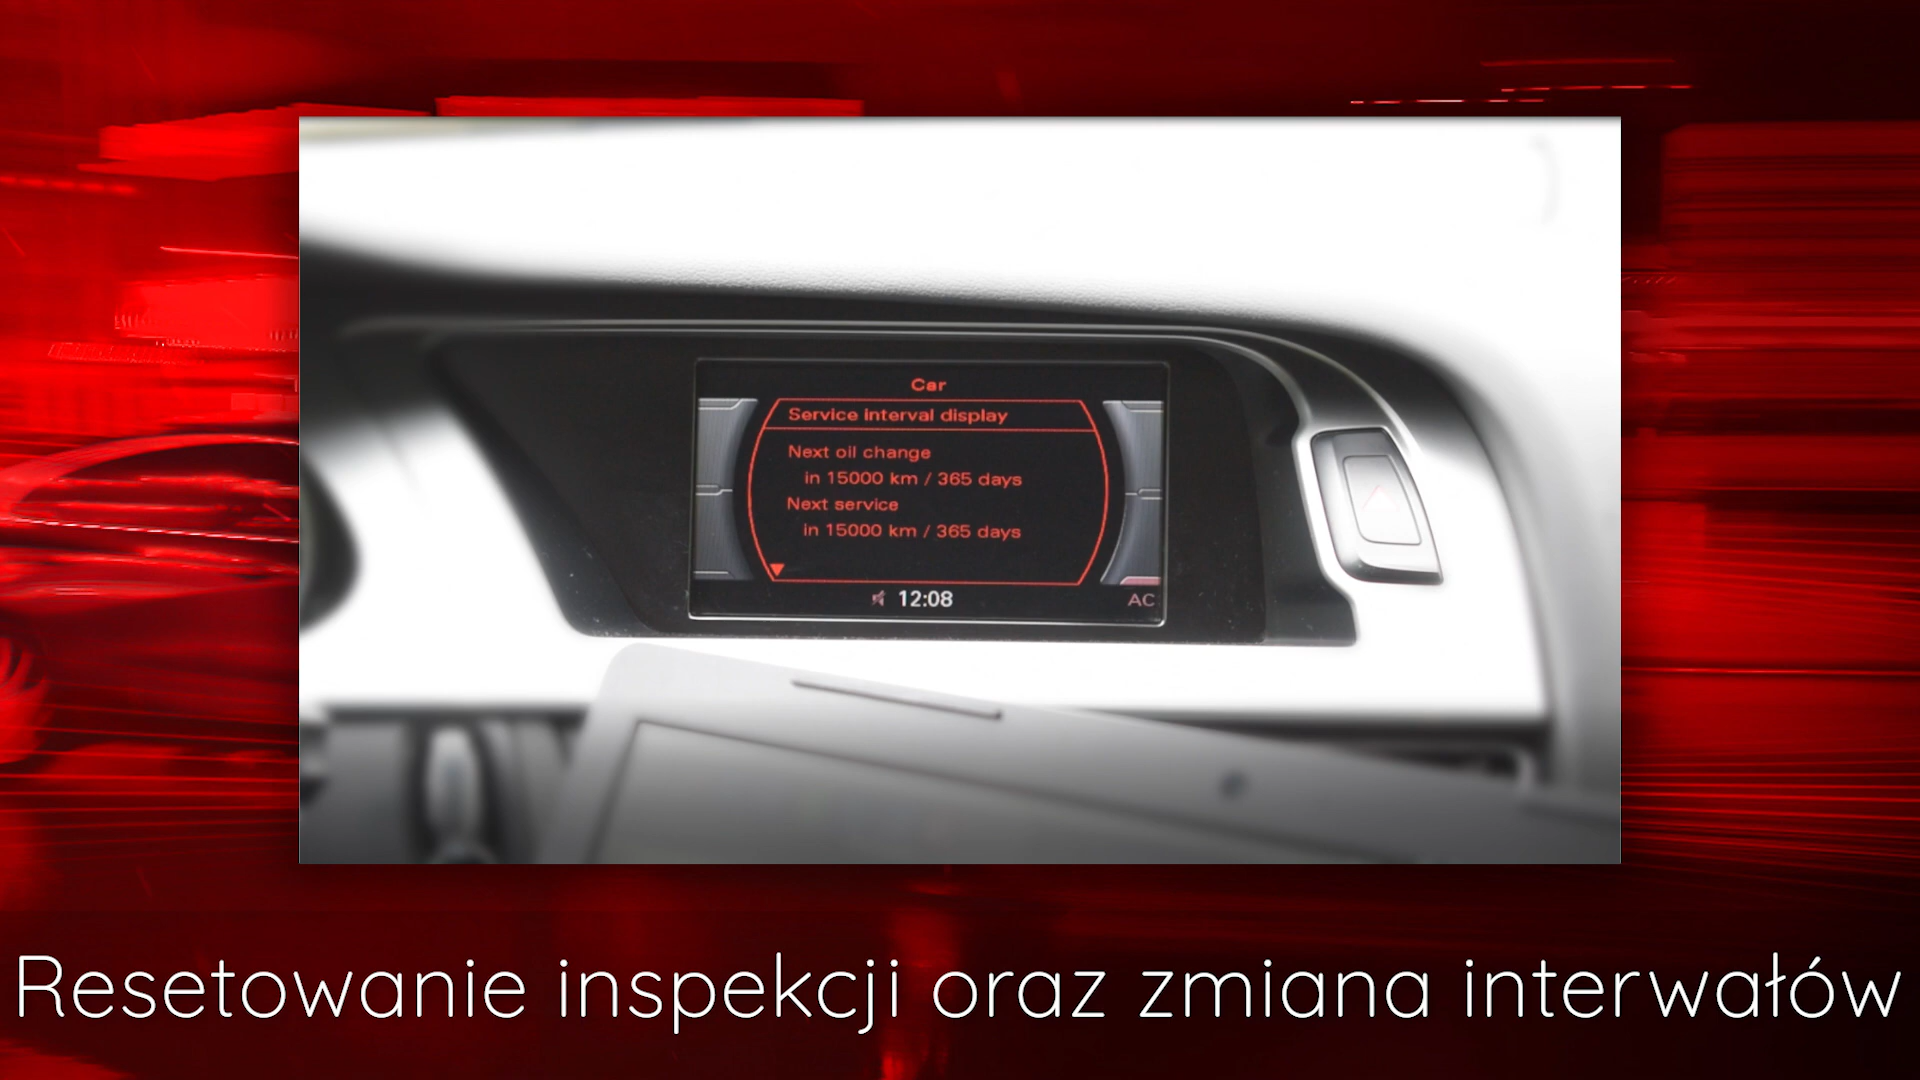 Car
Service interval display
Next oil change
in 15000 km / 365 days
Next service
in 15000 km / 365 days
12:08
AC
Resetowanie inspekcji oraz zmiana interwałów